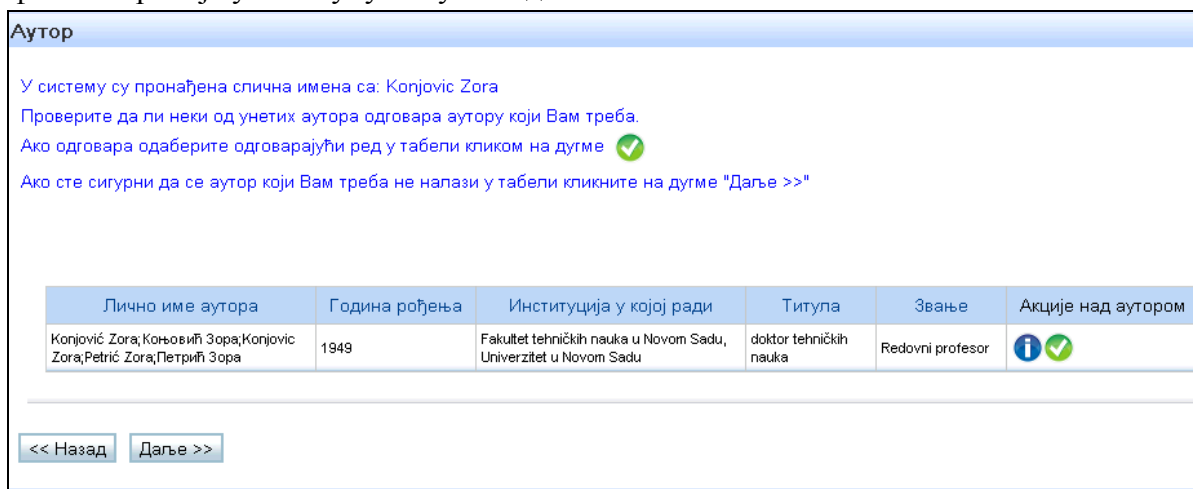 Аутор
У систему су пронађена слична имена са: Konjovic Zora
Проверите да ли неки од унетих аутора одговара аутору који Вам треба.
Ако одговара одаберите одговарајући ред у табели кликом на дугме
Ако сте сигурни да се аутор који Вам треба не налази у табели кликните на дугме "Даље >>"
Лично име аутора Година рођења Институција у којој ради Титула Звање Акције над аутором
Konjović Zora;Коњовић Зора;Konjovic Zora;Petrić Zora;Петрић Зора 1949 Fakultet tehničkih nauka u Novom Sadu, Univerzitet u Novom Sadu doktor tehničkih nauka Redovni profesor
<< Назад Даље >>